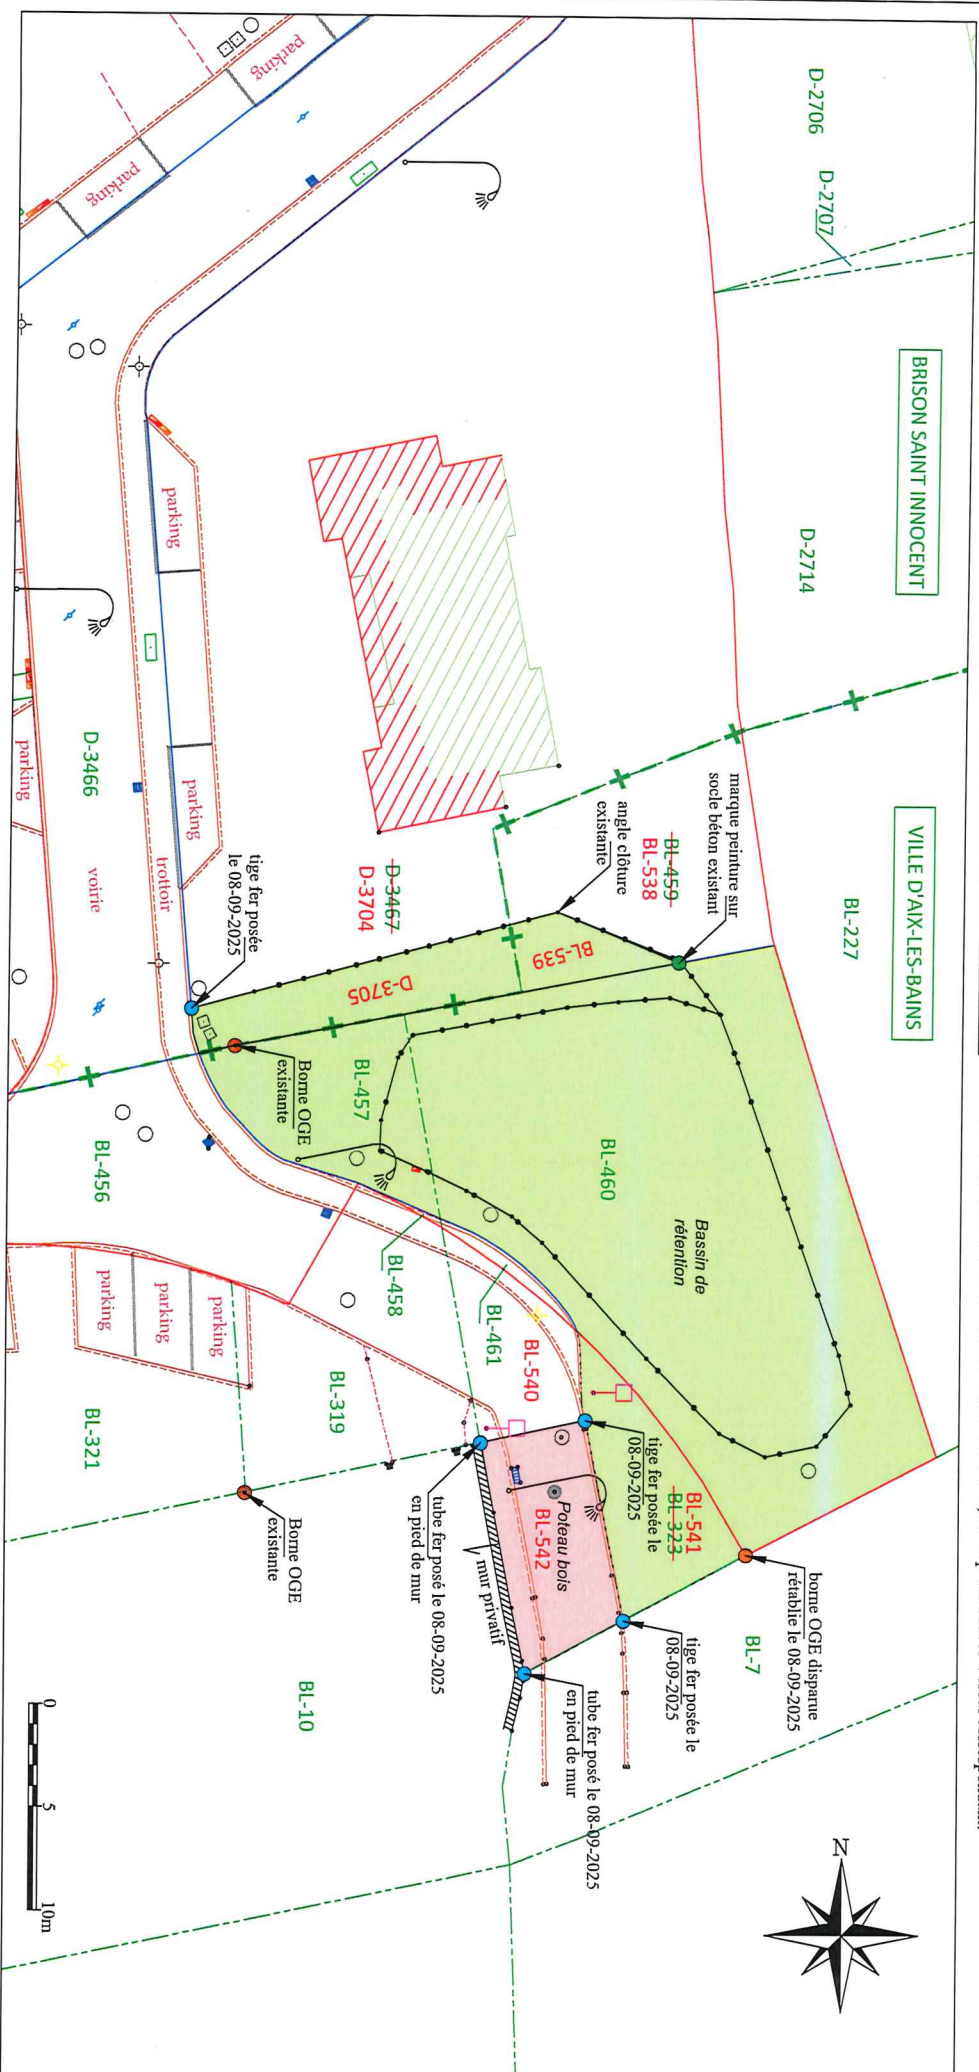 D-2706
D-2707
BRISON SAINT INNOCENT
D-2714
VILLE D'AIX-LES-BAINS
BL-227
parking
parking
parking
parking
parking
D-3466
voirie
trottoir
marque peinture sur
socle béton existant
BL-459
BL-538
angle clôture
existante
D-3467
D-3704
tige fer posée
le 08-09-2025
BL-539
D-3705
Borne OGE
existante
BL-457
BL-460
Bassin de
rétention
BL-456
BL-458
BL-461
BL-540
parking
parking
parking
BL-319
BL-321
tige fer posée le
08-09-2025
BL-541
BL-323
borne OGE disparue
rétablie le 08-09-2025
BL-7
tige fer posée le
08-09-2025
Poteau bois
BL-542
mur privatif
tube fer posé le 08-09-2025
en pied de mur
tube fer posé le 08-09-2025
en pied de mur
Borne OGE
existante
BL-10
0
5
10m
N